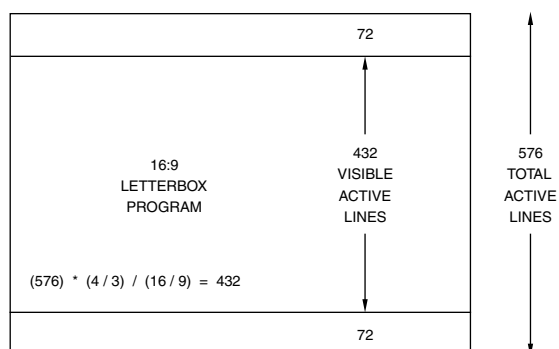 72
16:9
LETTERBOX
PROGRAM
432
VISIBLE
ACTIVE
LINES
576
TOTAL
ACTIVE
LINES
(576) * (4 / 3) / (16 / 9) = 432
72